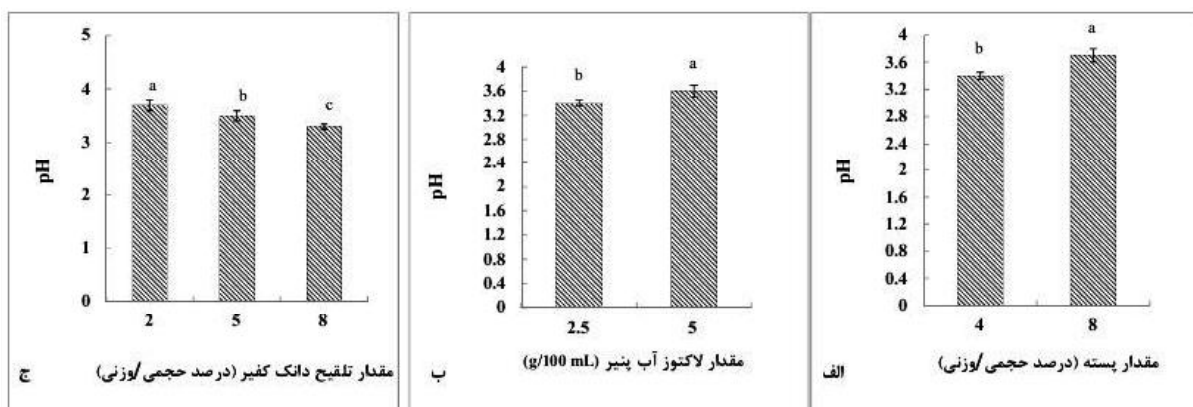 4
3.6
3.2
2.8
2.4
2
1.6
1.2
0.8
0.4
0
pH
b
a
4
8
مقدار پسته (درصد حجمی/وزنی)
الف
4
3.6
3.2
2.8
2.4
2
1.6
1.2
0.8
0.4
0
pH
b
a
2.5
5
مقدار لاکتوز آب پنیر (g/100 mL)
ب
5
4
3
2
1
0
pH
a
b
c
2
5
8
مقدار تلقیح دانک کفیر (درصد حجمی/وزنی)
ج